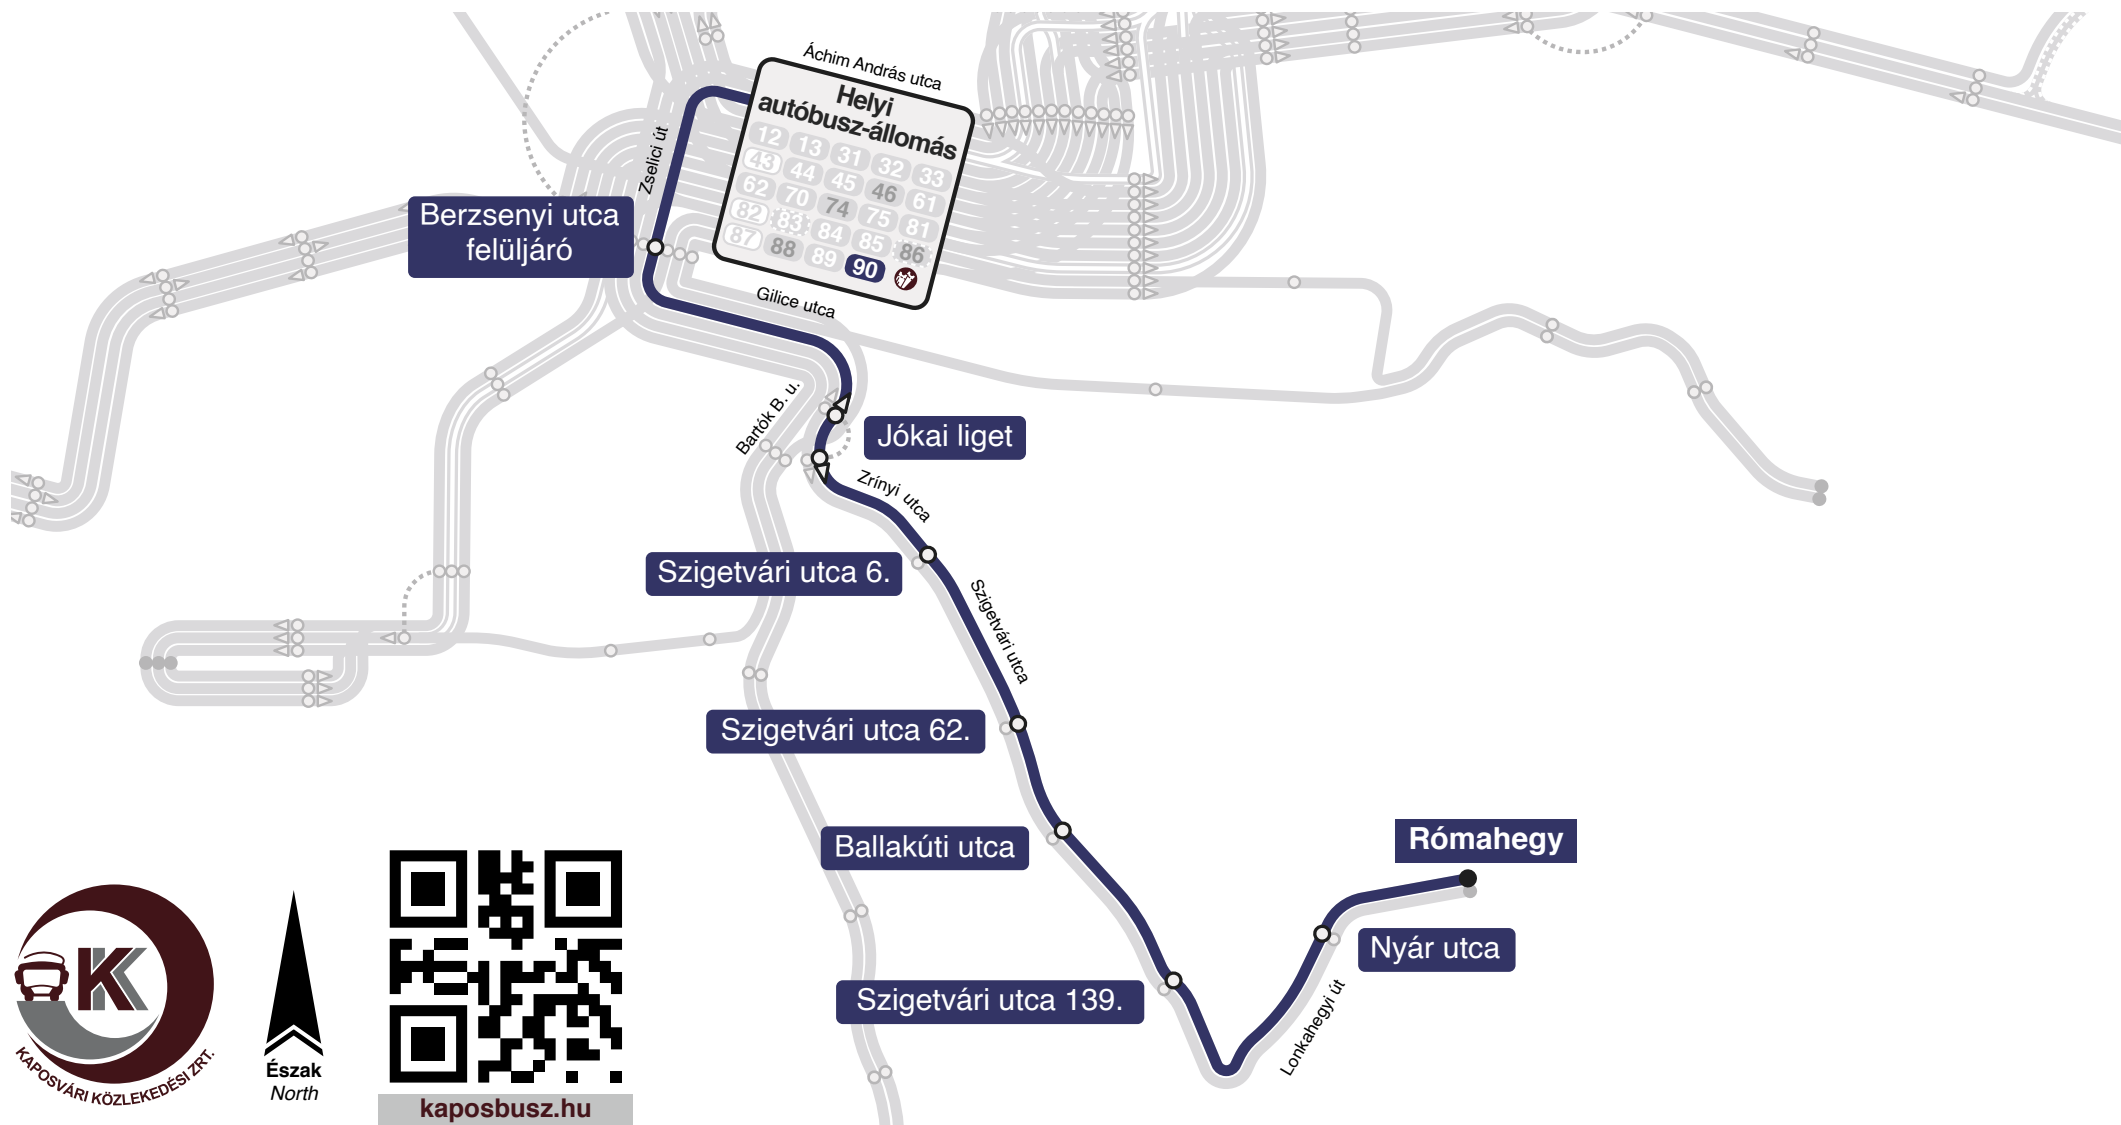 Áchim András utca
Helyi
autóbusz-állomás
12 13 31 32 33
43 44 45 46 61
62 70 74 75 81
82 83 84 85 86
87 88 89 90
Zselici út
Berzsenyi utca
felüljáró
Gilice utca
Bartók B. u.
Jókai liget
Zrínyi utca
Szigetvári utca 6.
Szigetvári utca
Szigetvári utca 62.
Ballakúti utca
Rómahegy
Nyár utca
Szigetvári utca 139.
Lonkahegyi út
KK
KAPOSVÁRI KÖZLEKEDÉSI ZRT.
Észak
North
kaposbusz.hu